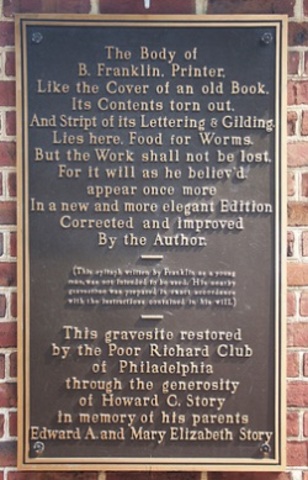 The Body of
B. Franklin, Printer,
Like the Cover of an old Book,
Its Contents torn out,
And Stript of its Lettering & Gilding,
Lies here, Food for Worms.
But the Work shall not be lost,
For it will as he believ'd,
appear once more
In a new and more elegant Edition
Corrected and improved
By the Author.
(This epitaph written by Franklin as a young
man, was not intended to be used. His nearby
gravestone was prepared in exact accordance
with the instructions contained in his will.)
This gravesite restored
by the Poor Richard Club
of Philadelphia
through the generosity
of Howard C. Story
in memory of his parents
Edward A. and Mary Elizabeth Story